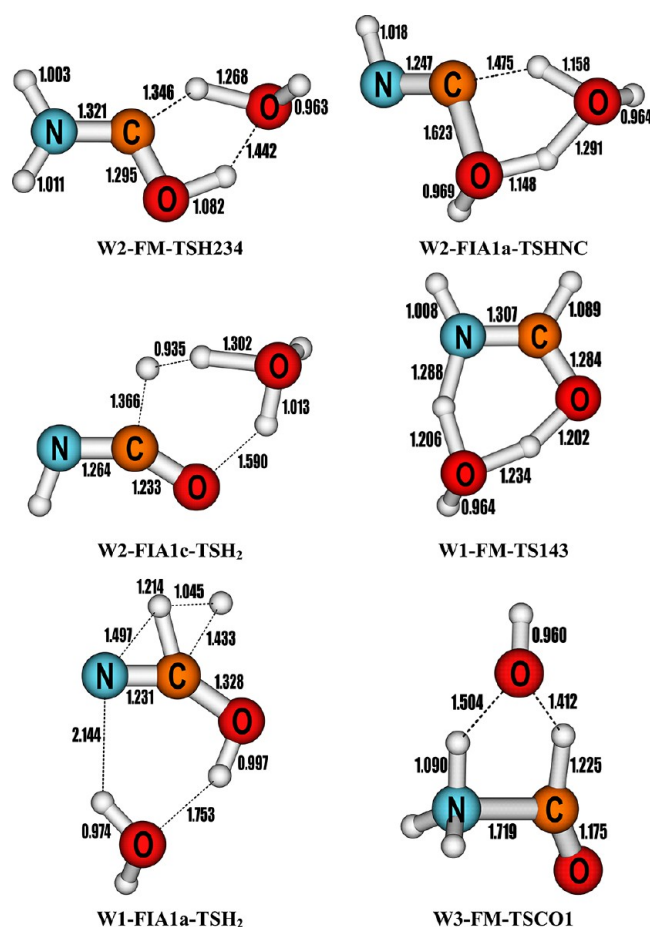 1.003
1.321
1.346
1.268
0.963
N
C
O
1.442
1.011
1.295
O
1.082
W2-FM-TSH234
1.018
1.247
1.475
1.158
N
C
O
0.964
1.623
1.291
0.969
O
1.148
W2-FIA1a-TSHNC
0.935
1.302
O
1.366
1.013
N
C
1.264
1.233
O
1.590
W2-FIA1c-TSH₂
1.008
1.307
1.089
N
C
1.288
1.284
O
1.206
1.202
O
1.234
0.964
W1-FM-TS143
1.214
1.045
1.497
1.433
N
C
1.231
1.328
O
2.144
0.997
0.974
1.753
O
W1-FIA1a-TSH₂
0.960
O
1.504
1.412
1.090
1.225
N
C
1.719
1.175
O
W3-FM-TSCO1